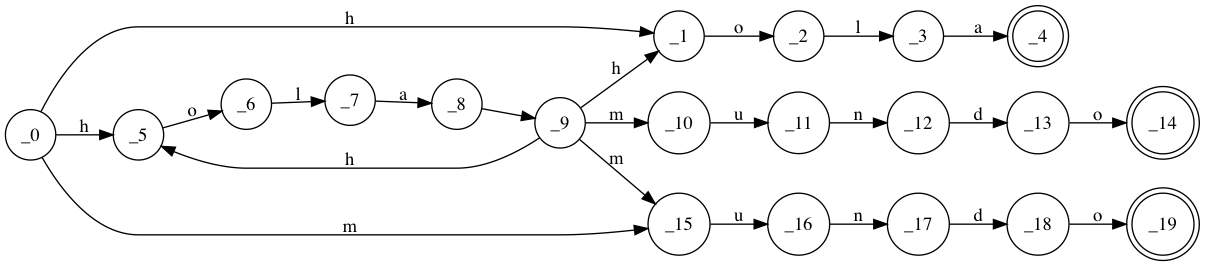 h
_1 o _2 l _3 a _4
_0 h _5 o _6 l _7 a _8 _9
h
m _10 u _11 n _12 d _13 o _14
h
m
m _15 u _16 n _17 d _18 o _19